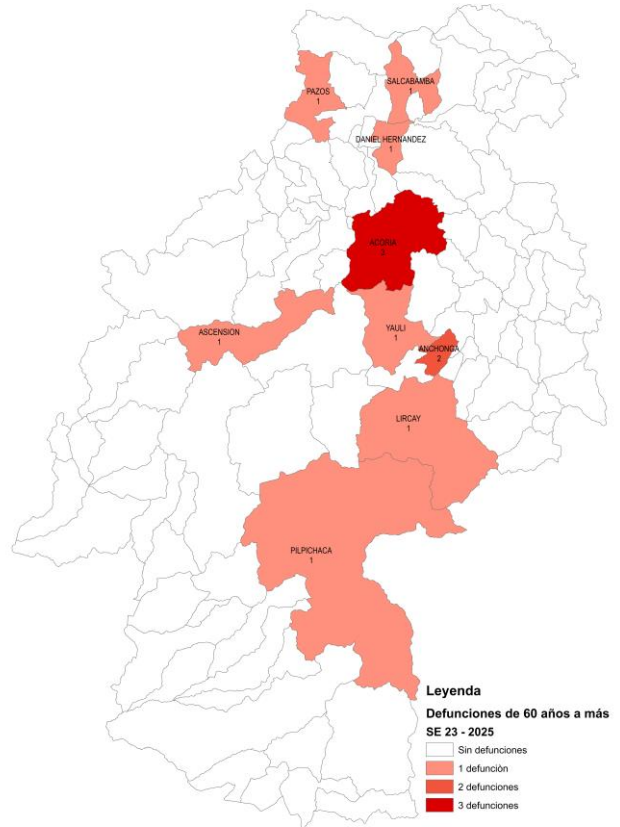 SALCABAMBA
1
PAZOS
1
DANIEL HERNANDEZ
1
ACORIA
3
ASCENSION
1
YAULI
1
ANCHONGA
2
LIRCAY
1
PILPICHACA
1
Leyenda
Defunciones de 60 años a más
SE 23 - 2025
Sin defunciones
1 defunción
2 defunciones
3 defunciones